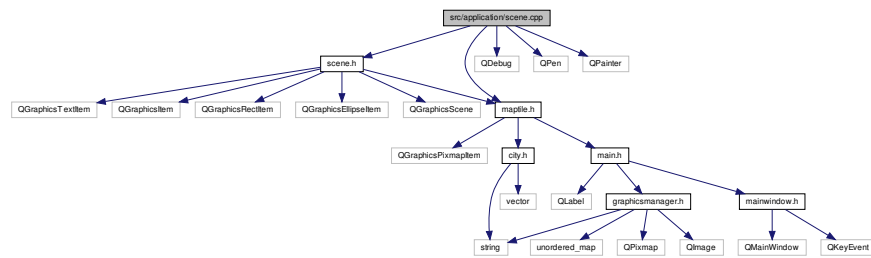 src/application/scene.cpp
scene.h
QDebug
QPen
QPainter
QGraphicsTextItem
QGraphicsItem
QGraphicsRectItem
QGraphicsEllipseItem
QGraphicsScene
maptile.h
QGraphicsPixmapItem
city.h
main.h
vector
QLabel
graphicsmanager.h
mainwindow.h
string
unordered_map
QPixmap
QImage
QMainWindow
QKeyEvent